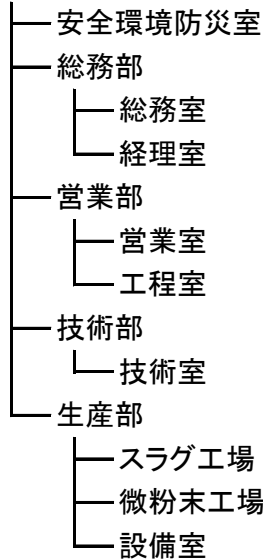 安全環境防災室
総務部
総務室
経理室
営業部
営業室
工程室
技術部
技術室
生産部
スラグ工場
微粉末工場
設備室